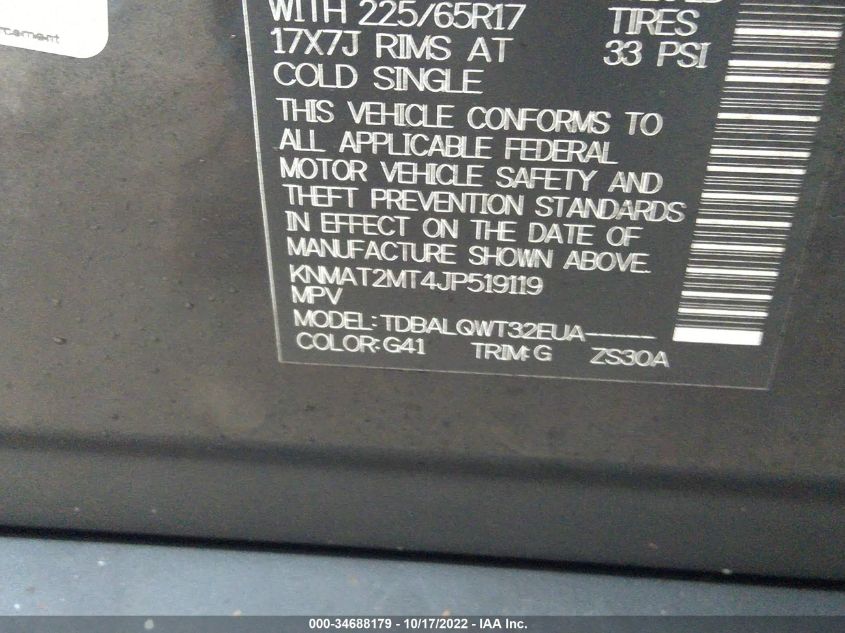 WITH 225/65R17 TIRES
17X7J RIMS AT 33 PSI
COLD SINGLE
THIS VEHICLE CONFORMS TO
ALL APPLICABLE FEDERAL
MOTOR VEHICLE SAFETY AND
THEFT PREVENTION STANDARDS
IN EFFECT ON THE DATE OF
MANUFACTURE SHOWN ABOVE.
KNMAT2MT4JP519119
MPV
MODEL: TDBALQWT32EUA-----
COLOR: G41 TRIM: G ZS30A
000-34688179 - 10/17/2022 - IAA Inc.